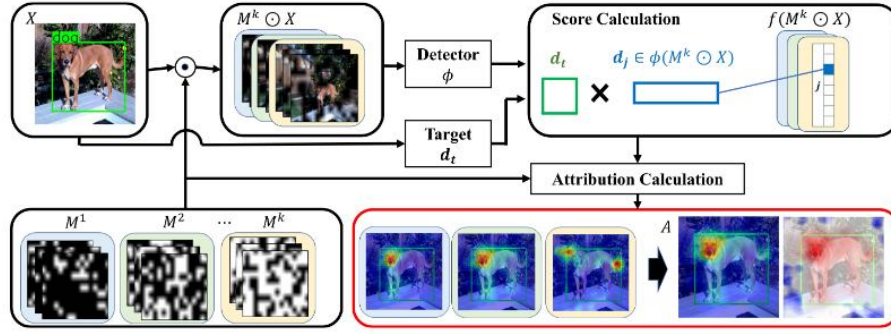 X
dog
M^k ⊙ X
Detector
ϕ
Target
d_t
Score Calculation
f(M^k ⊙ X)
d_t
d_j ∈ ϕ(M^k ⊙ X)
×
j
Attribution Calculation
M^1
M^2
⋯
M^k
A